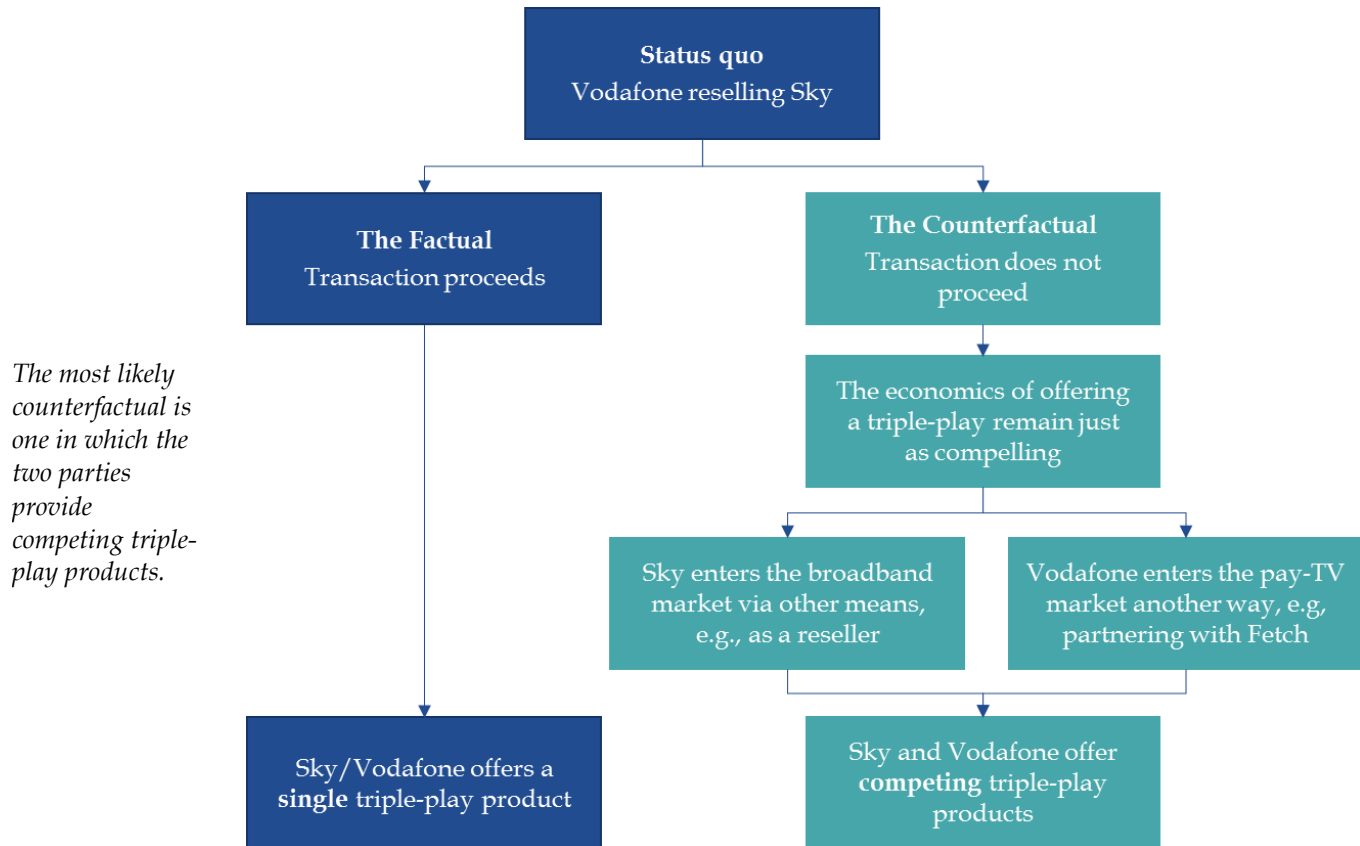 Status quo
Vodafone reselling Sky
The Factual
Transaction proceeds
The Counterfactual
Transaction does not
proceed
The most likely
counterfactual is
one in which the
two parties
provide
competing triple-
play products.
The economics of offering
a triple-play remain just
as compelling
Sky enters the broadband
market via other means,
e.g., as a reseller
Vodafone enters the pay-TV
market another way, e.g,
partnering with Fetch
Sky/Vodafone offers a
single triple-play product
Sky and Vodafone offer
competing triple-play
products